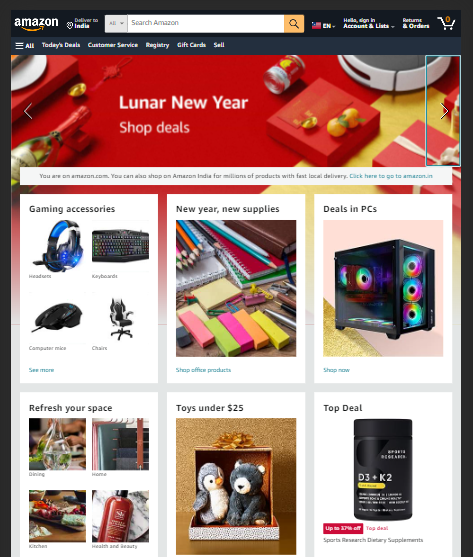 amazon
Deliver to
India
All
Search Amazon
EN
Hello, sign in
Account & Lists
Returns
& Orders
0
All
Today's Deals
Customer Service
Registry
Gift Cards
Sell
Lunar New Year
Shop deals
You are on amazon.com. You can also shop on Amazon India for millions of products with fast local delivery. Click here to go to amazon.in
Gaming accessories
Headsets
Keyboards
Computer mice
Chairs
See more
New year, new supplies
Shop office products
Deals in PCs
Shop now
Refresh your space
Dining
Home
Kitchen
Health and Beauty
Toys under $25
Top Deal
SPORTS
RESEARCH
D3 + K2
Up to 37% off
Top deal
Sports Research Dietary Supplements